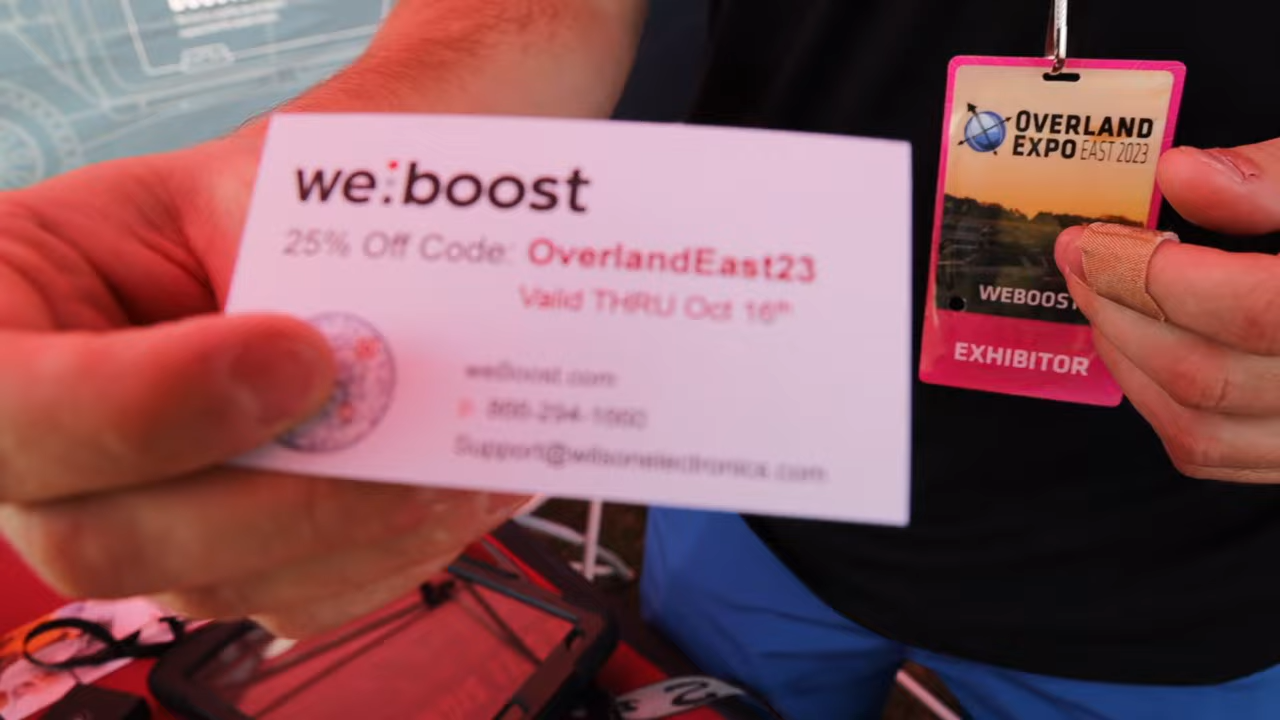 we:boost
25% Off Code: OverlandEast23
Valid THRU Oct 16th
weBoost.com
Support@wilsonelectronics.com
OVERLAND
EXPO EAST 2023
WEBOOST
EXHIBITOR